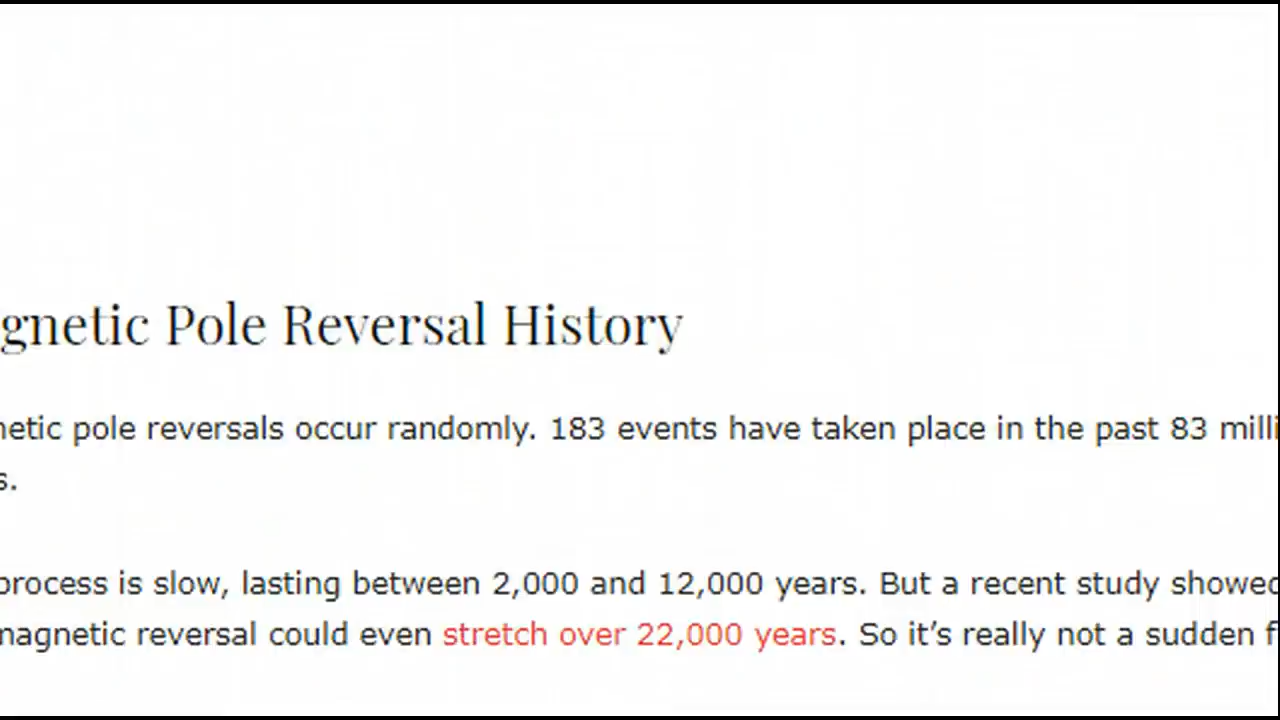 gnetic Pole Reversal History
netic pole reversals occur randomly. 183 events have taken place in the past 83 milli
s.
process is slow, lasting between 2,000 and 12,000 years. But a recent study showed
magnetic reversal could even stretch over 22,000 years. So it’s really not a sudden f